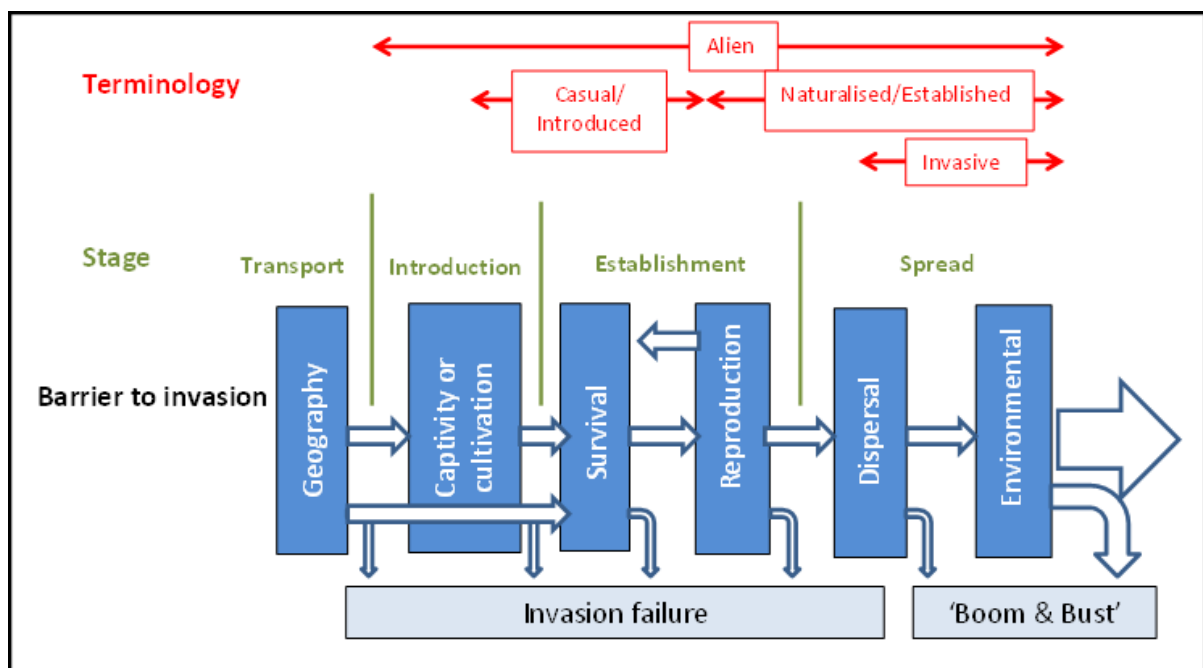 Alien
Terminology
Casual/
Introduced
Naturalised/Established
Invasive
Stage
Transport
Introduction
Establishment
Spread
Barrier to invasion
Geography
Captivity or
cultivation
Survival
Reproduction
Dispersal
Environmental
Invasion failure
‘Boom & Bust’